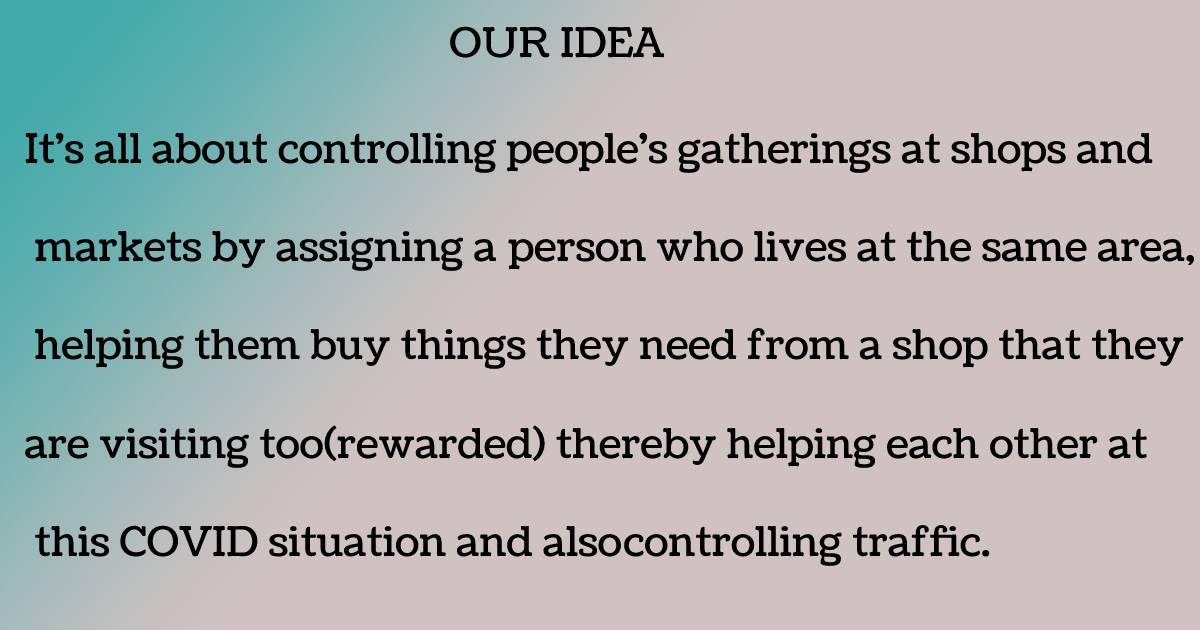 OUR IDEA
It’s all about controlling people’s gatherings at shops and
markets by assigning a person who lives at the same area,
helping them buy things they need from a shop that they
are visiting too(rewarded) thereby helping each other at
this COVID situation and alsocontrolling traffic.